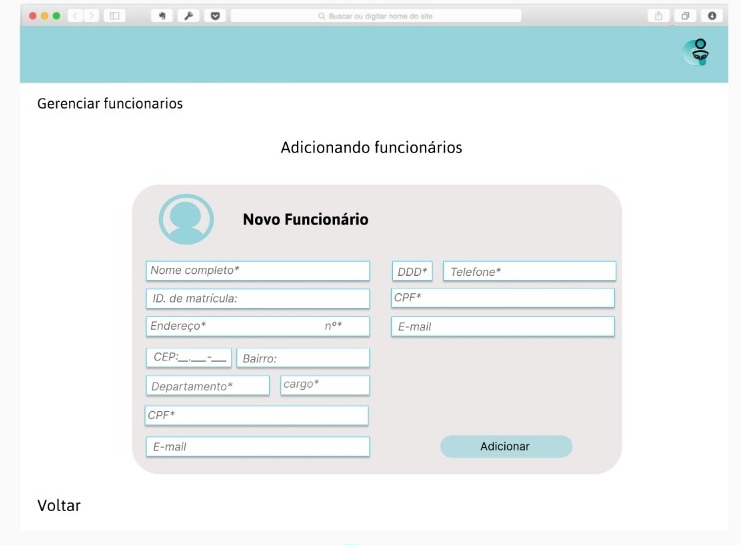 Buscar ou digitar nome do site
Gerenciar funcionarios
Adicionando funcionários
Novo Funcionário
Nome completo*
DDD* Telefone*
ID. de matrícula:
CPF*
Endereço* nº*
E-mail
CEP:__.___-___ Bairro:
Departamento* cargo*
CPF*
E-mail
Adicionar
Voltar